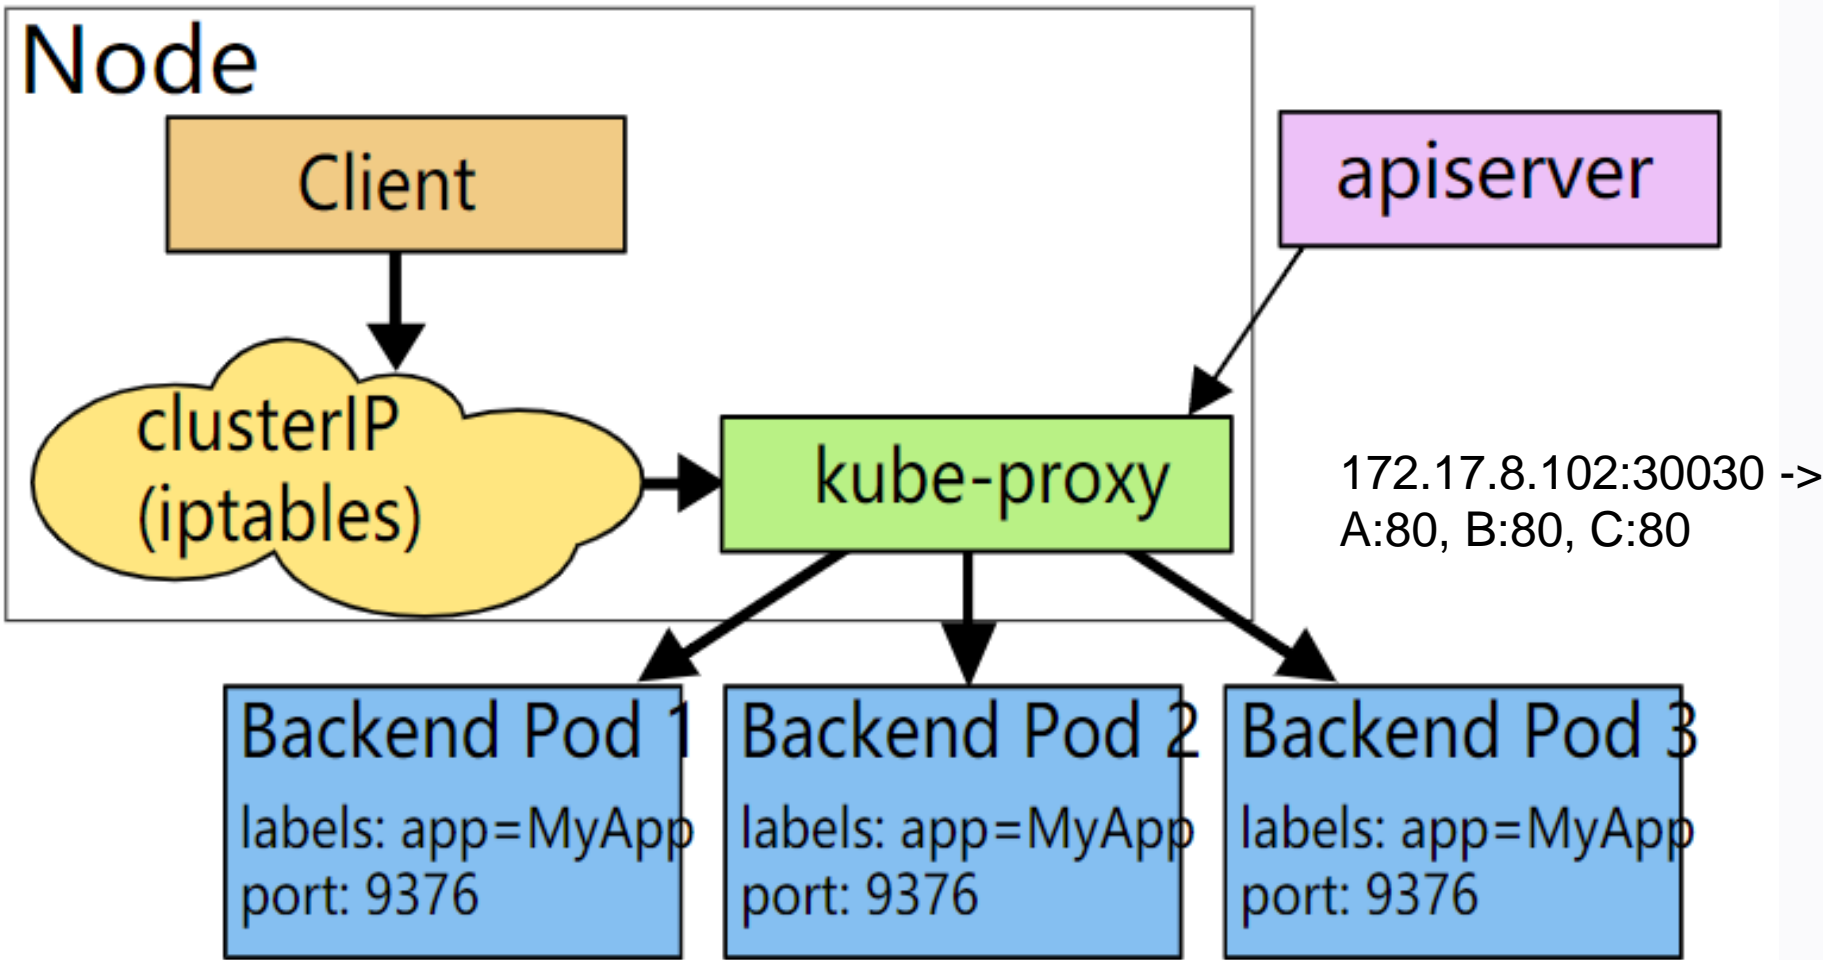 Node
Client
apiserver
clusterIP
(iptables)
kube-proxy
172.17.8.102:30030 ->
A:80, B:80, C:80
Backend Pod 1
labels: app=MyApp
port: 9376
Backend Pod 2
labels: app=MyApp
port: 9376
Backend Pod 3
labels: app=MyApp
port: 9376